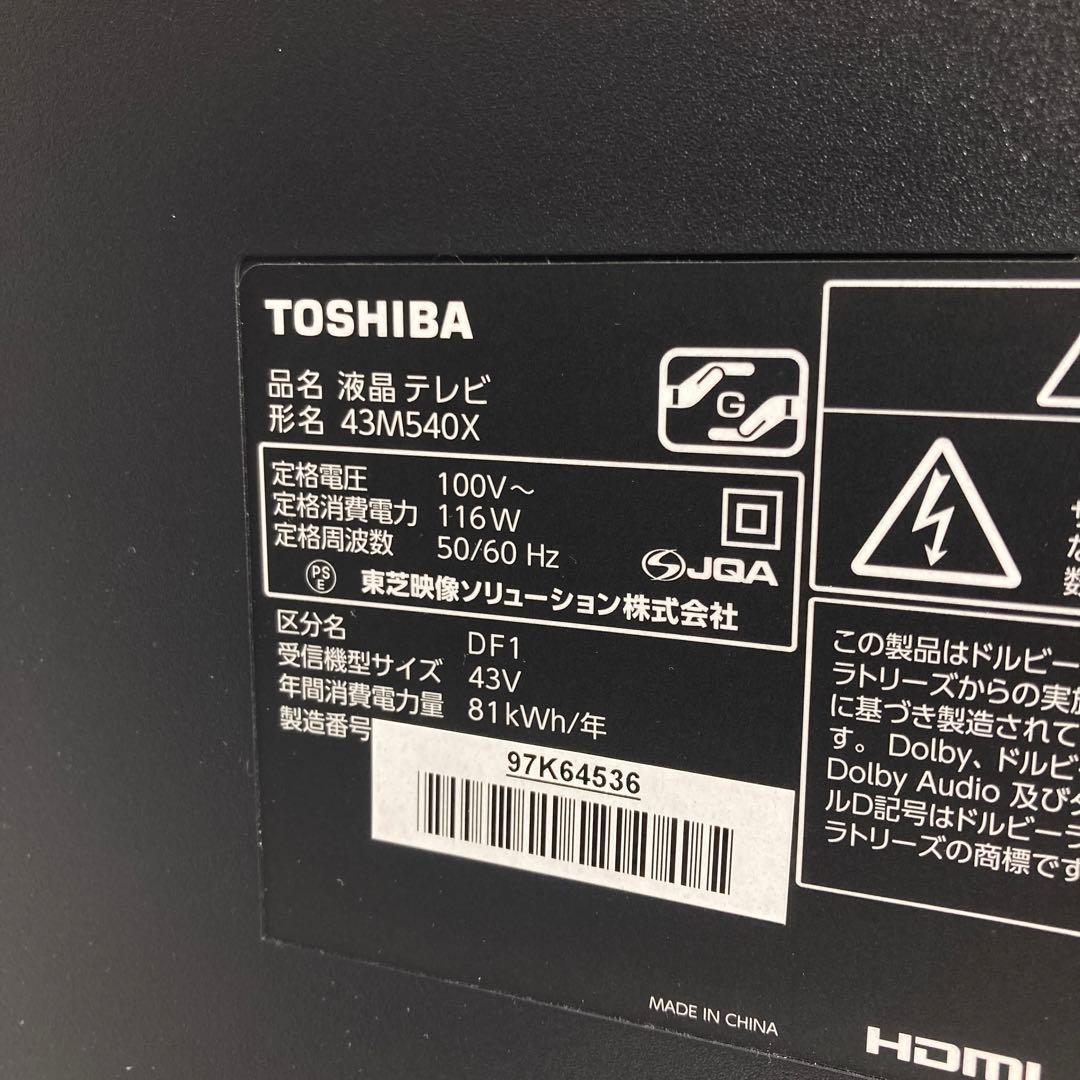 TOSHIBA
品名 液晶テレビ
形名 43M540X
G
定格電圧 100V～
定格消費電力 116W
定格周波数 50/60 Hz
PS
E
JQA
東芝映像ソリューション株式会社
区分名 DF1
受信機型サイズ 43V
年間消費電力量 81kWh/年
製造番号
97K64536
この製品はドルビー
ラトリーズからの実施
に基づき製造されて
す。Dolby、ドルビー
Dolby Audio 及び
ルD記号はドルビーラ
ラトリーズの商標です
MADE IN CHINA
HDMI